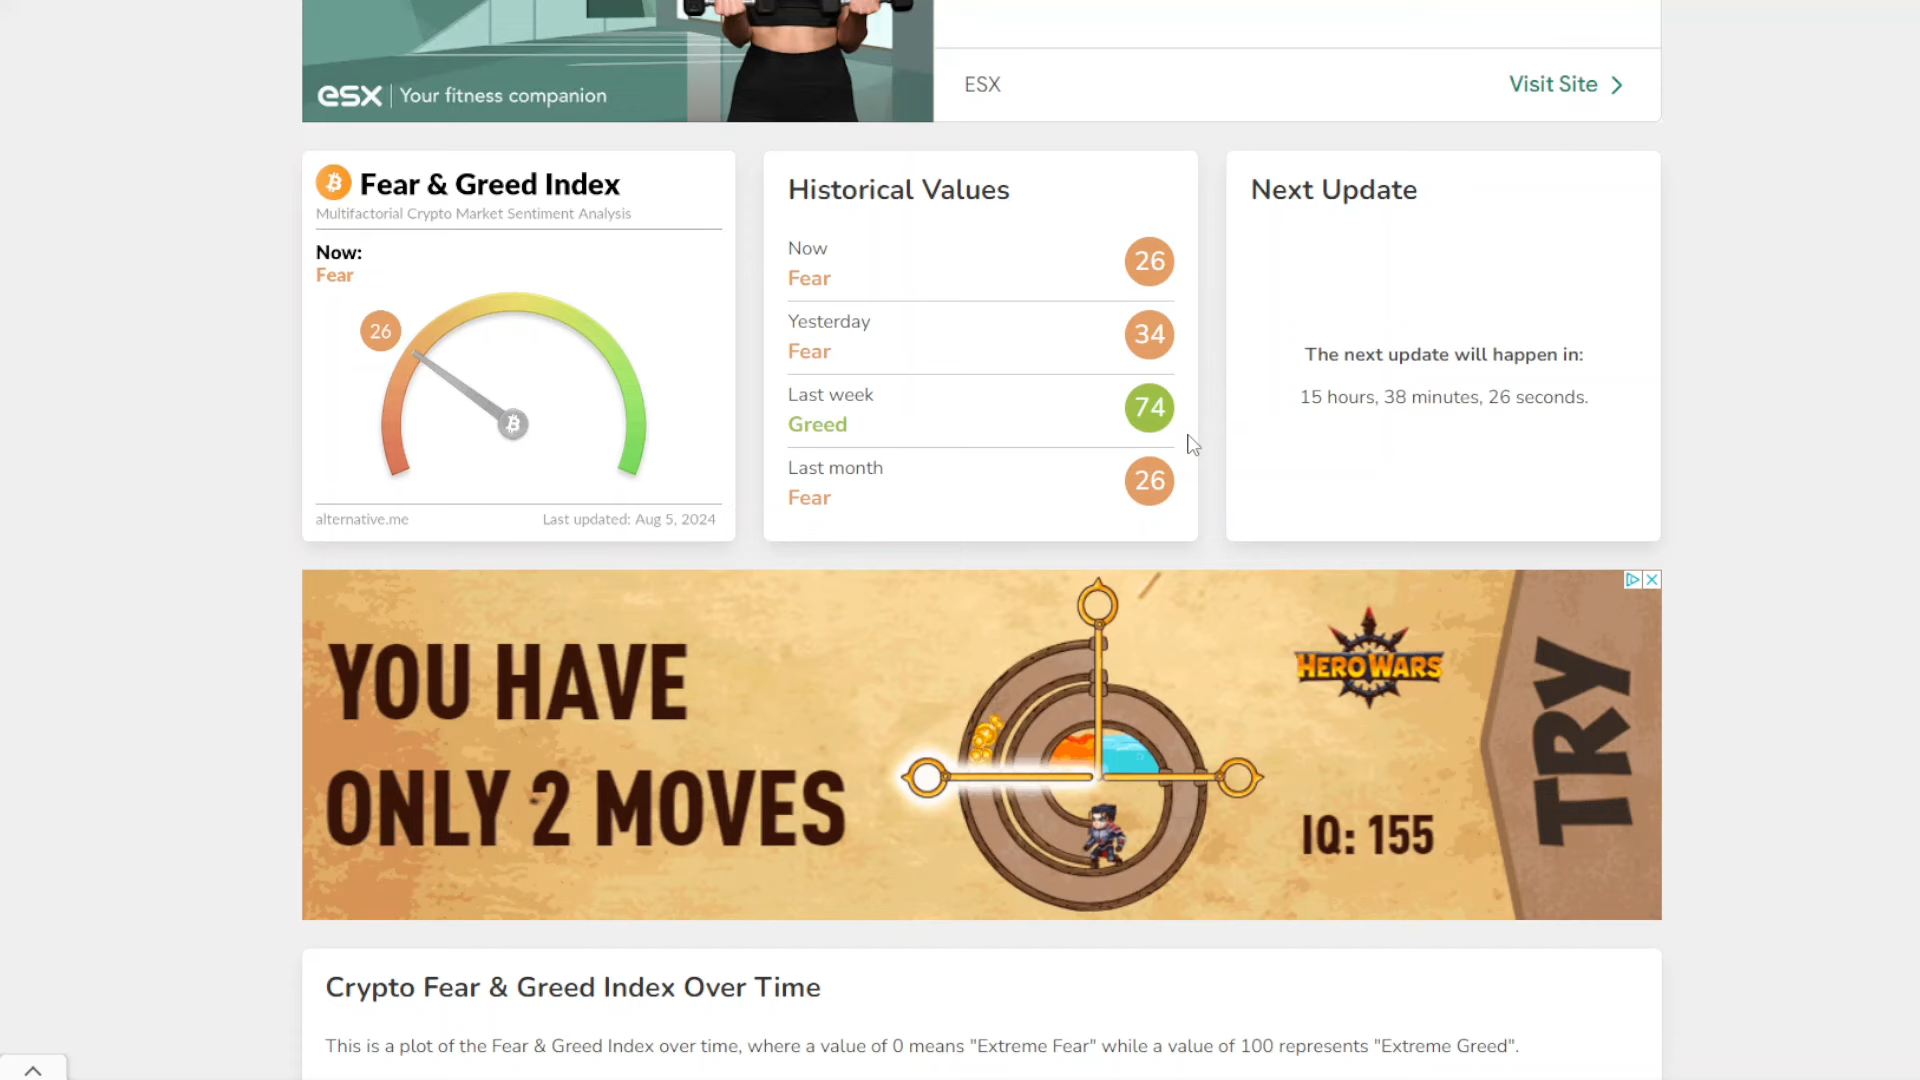 esx | Your fitness companion
ESX
Visit Site
Fear & Greed Index
Multifactorial Crypto Market Sentiment Analysis
Now:
Fear
26
alternative.me
Last updated: Aug 5, 2024
Historical Values
Now
Fear
26
Yesterday
Fear
34
Last week
Greed
74
Last month
Fear
26
Next Update
The next update will happen in:
15 hours, 38 minutes, 26 seconds.
YOU HAVE
ONLY 2 MOVES
HERO WARS
IQ: 155
TRY
Crypto Fear & Greed Index Over Time
This is a plot of the Fear & Greed Index over time, where a value of 0 means "Extreme Fear" while a value of 100 represents "Extreme Greed".